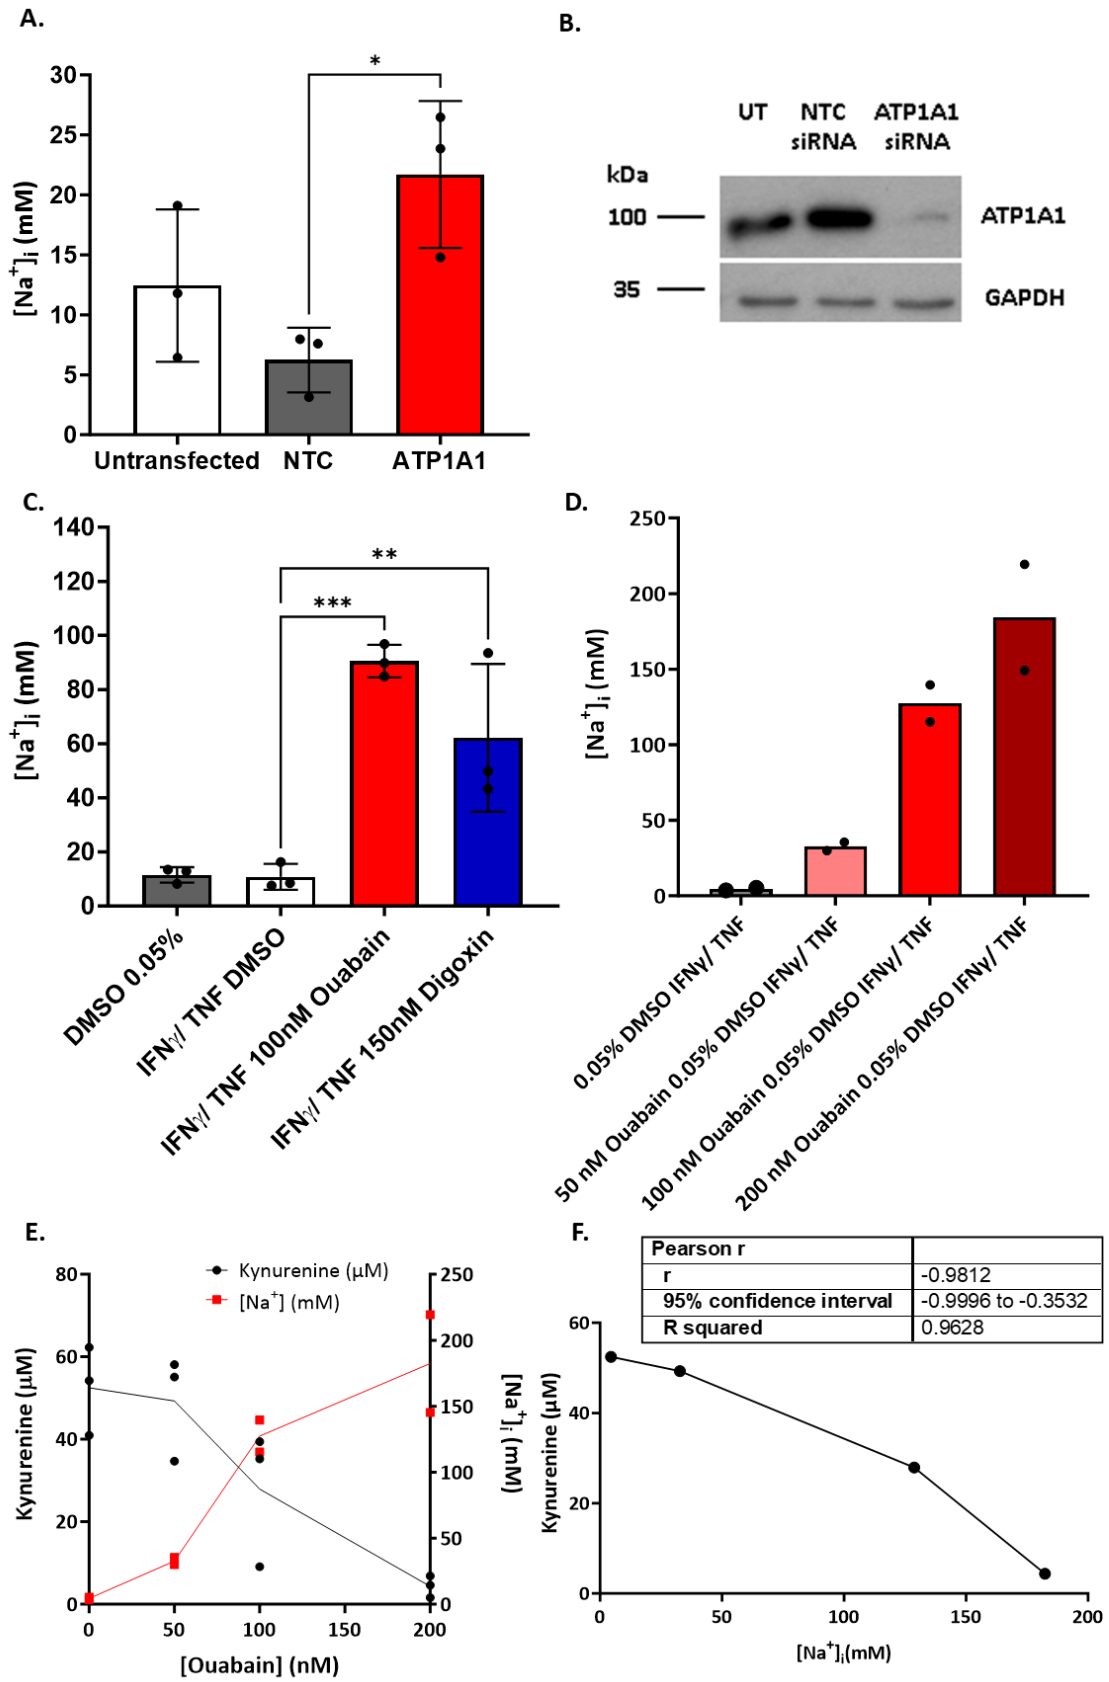 A.
30
25
20
15
10
5
0
[Na⁺]ᵢ (mM)
*
Untransfected NTC ATP1A1
B.
UT NTC siRNA ATP1A1 siRNA
kDa
100
35
ATP1A1
GAPDH
C.
140
120
100
80
60
40
20
0
[Na⁺]ᵢ (mM)
**
***
DMSO 0.05%
IFNγ/ TNF DMSO
IFNγ/ TNF 100nM Ouabain
IFNγ/ TNF 150nM Digoxin
D.
250
200
150
100
50
0
[Na⁺]ᵢ (mM)
0.05% DMSO IFNγ/ TNF
50 nM Ouabain 0.05% DMSO IFNγ/ TNF
100 nM Ouabain 0.05% DMSO IFNγ/ TNF
200 nM Ouabain 0.05% DMSO IFNγ/ TNF
E.
Kynurenine (μM)
[Na⁺] (mM)
80
60
40
20
0
Kynurenine (μM)
250
200
150
100
50
0
[Na⁺]ᵢ (mM)
0 50 100 150 200
[Ouabain] (nM)
F.
Pearson r
r -0.9812
95% confidence interval -0.9996 to -0.3532
R squared 0.9628
60
40
20
0
Kynurenine (μM)
0 50 100 150 200
[Na⁺]ᵢ(mM)